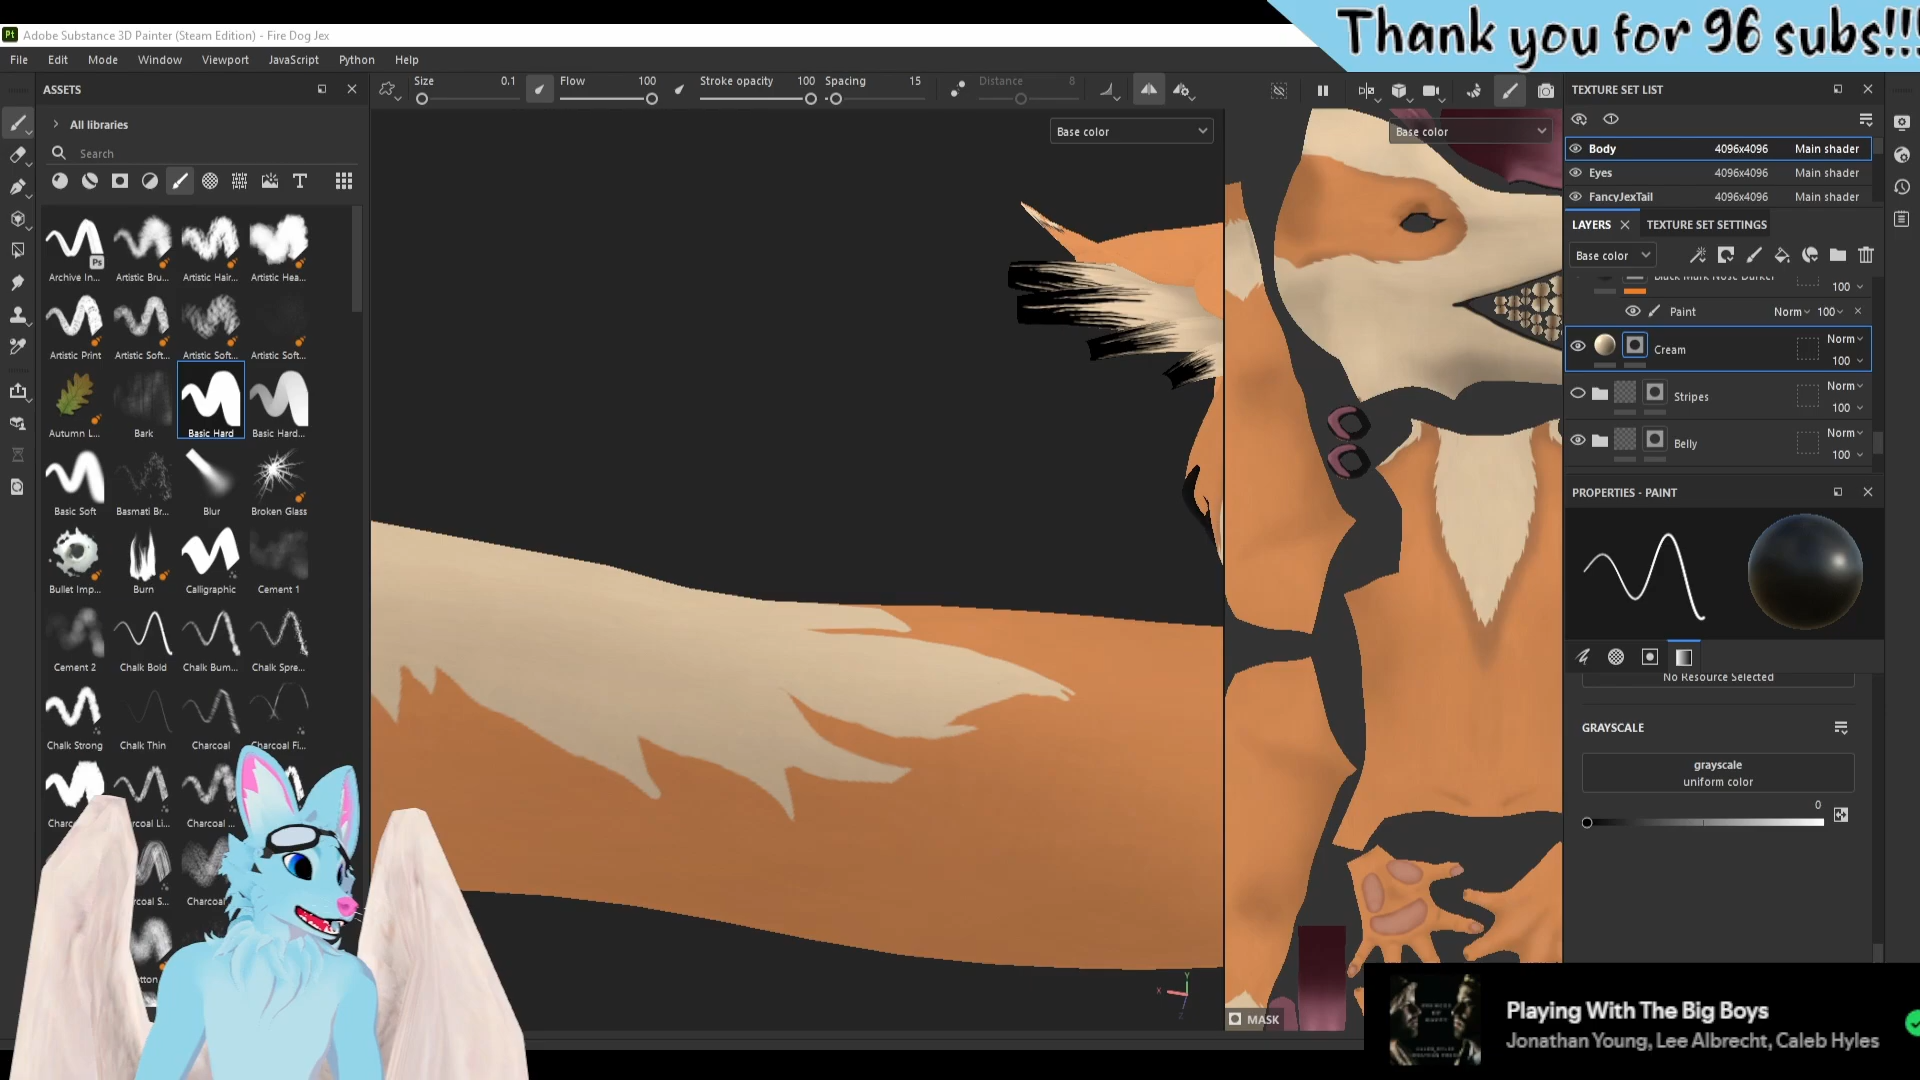 Thank you for 96 subs!!!
Adobe Substance 3D Painter (Steam Edition) - Fire Dog Jex
File Edit Mode Window Viewport JavaScript Python Help
ASSETS
Size 0.1 Flow 100 Stroke opacity 100 Spacing 15 Distance 8
All libraries
Search
Base color
Base color
Archive In... Artistic Bru... Artistic Hair... Artistic Hea...
Artistic Print Artistic Soft... Artistic Soft... Artistic Soft...
Autumn L... Bark Basic Hard Basic Hard...
Basic Soft Basmati Br... Blur Broken Glass
Bullet Imp... Burn Calligraphic Cement 1
Cement 2 Chalk Bold Chalk Bum... Chalk Spre...
Chalk Strong Chalk Thin Charcoal Charcoal Fi...
MASK
TEXTURE SET LIST
Body 4096x4096 Main shader
Eyes 4096x4096 Main shader
FancyJexTail 4096x4096 Main shader
LAYERS TEXTURE SET SETTINGS
Base color
Black Mark Nose Darker
100
Paint Norm 100
Cream Norm
100
Stripes Norm
100
Belly Norm
100
PROPERTIES - PAINT
No Resource Selected
GRAYSCALE
grayscale
uniform color
0
Playing With The Big Boys
Jonathan Young, Lee Albrecht, Caleb Hyles